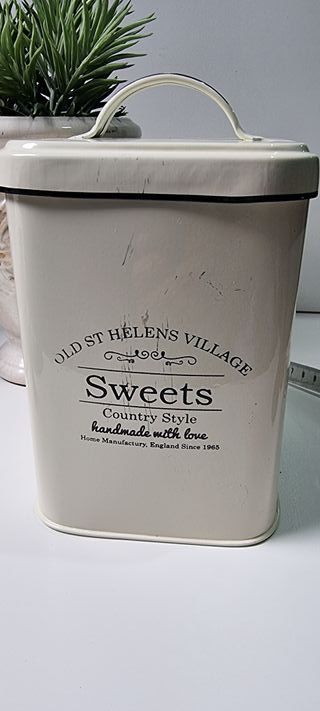 OLD ST HELENS VILLAGE
Sweets
Country Style
handmade with love
Home Manufactury, England Since 1965